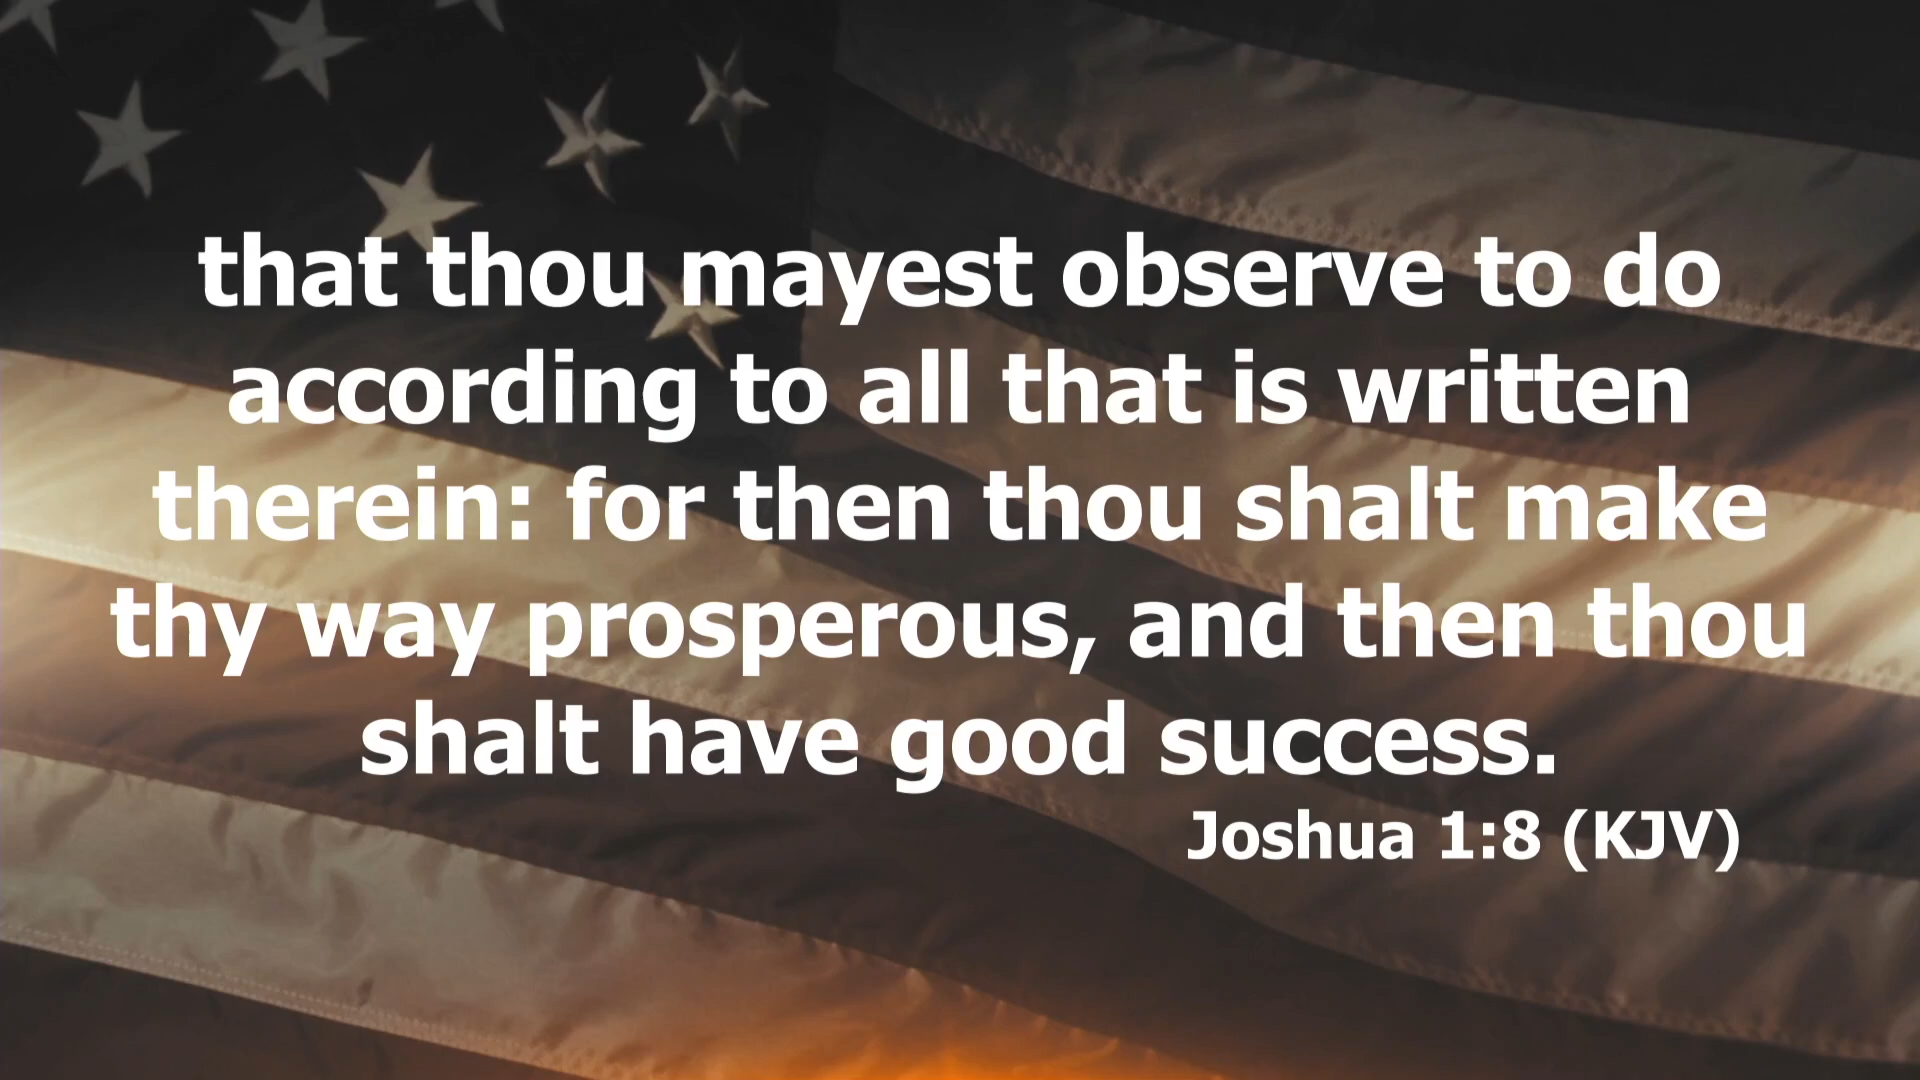 that thou mayest observe to do
according to all that is written
therein: for then thou shalt make
thy way prosperous, and then thou
shalt have good success.
Joshua 1:8 (KJV)